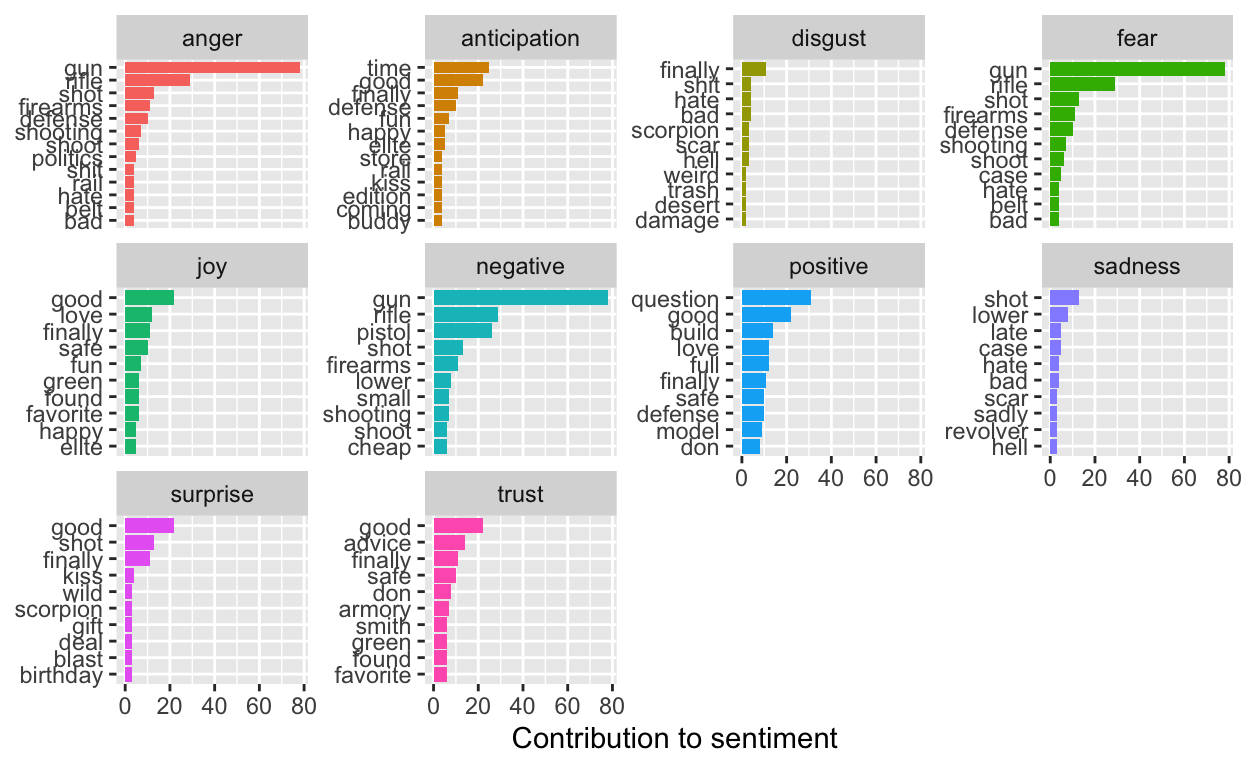 anger
gun
rifle
shot
firearms
defense
shooting
shoot
politics
shit
rail
hate
belt
bad
anticipation
time
good
finally
defense
fun
happy
elite
store
rail
kiss
edition
coming
buddy
disgust
finally
shit
hate
bad
scorpion
scar
hell
weird
trash
desert
damage
fear
gun
rifle
shot
firearms
defense
shooting
shoot
case
hate
belt
bad
joy
good
love
finally
safe
fun
green
found
favorite
happy
elite
negative
gun
rifle
pistol
shot
firearms
lower
small
shooting
shoot
cheap
positive
question
good
build
love
full
finally
safe
defense
model
don
0 20 40 60 80
sadness
shot
lower
late
case
hate
bad
scar
sadly
revolver
hell
0 20 40 60 80
surprise
good
shot
finally
kiss
wild
scorpion
gift
deal
blast
birthday
0 20 40 60 80
trust
good
advice
finally
safe
don
armory
smith
green
found
favorite
0 20 40 60 80
Contribution to sentiment